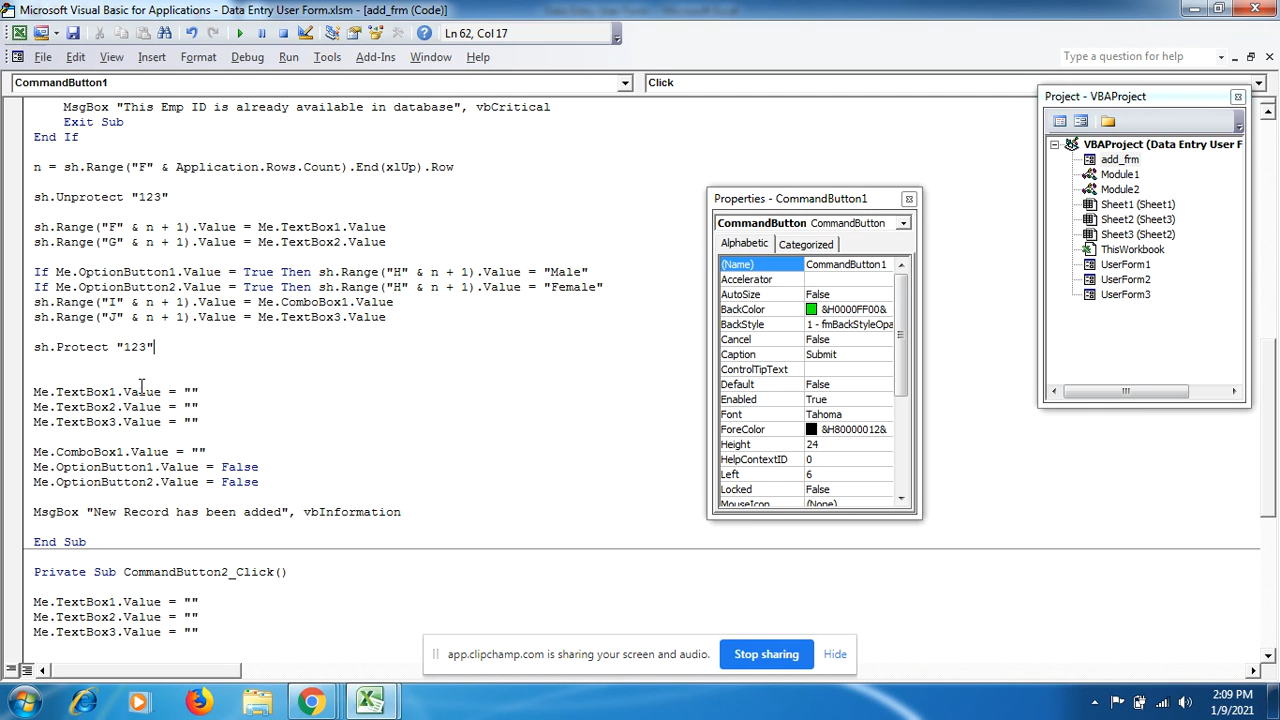 Microsoft Visual Basic for Applications - Data Entry User Form.xlsm - [add_frm (Code)]
Ln 62, Col 17
File Edit View Insert Format Debug Run Tools Add-Ins Window Help
Type a question for help
CommandButton1
Click
MsgBox "This Emp ID is already available in database", vbCritical
Exit Sub
End If
n = sh.Range("F" & Application.Rows.Count).End(xlUp).Row
sh.Unprotect "123"
sh.Range("F" & n + 1).Value = Me.TextBox1.Value
sh.Range("G" & n + 1).Value = Me.TextBox2.Value
If Me.OptionButton1.Value = True Then sh.Range("H" & n + 1).Value = "Male"
If Me.OptionButton2.Value = True Then sh.Range("H" & n + 1).Value = "Female"
sh.Range("I" & n + 1).Value = Me.ComboBox1.Value
sh.Range("J" & n + 1).Value = Me.TextBox3.Value
sh.Protect "123"
Me.TextBox1.Value = ""
Me.TextBox2.Value = ""
Me.TextBox3.Value = ""
Me.ComboBox1.Value = ""
Me.OptionButton1.Value = False
Me.OptionButton2.Value = False
MsgBox "New Record has been added", vbInformation
End Sub
Private Sub CommandButton2_Click()
Me.TextBox1.Value = ""
Me.TextBox2.Value = ""
Me.TextBox3.Value = ""
Properties - CommandButton1
CommandButton CommandButton
Alphabetic Categorized
(Name) CommandButton1
Accelerator
AutoSize False
BackColor &H0000FF00&
BackStyle 1 - fmBackStyleOpa
Cancel False
Caption Submit
ControlTipText
Default False
Enabled True
Font Tahoma
ForeColor &H80000012&
Height 24
HelpContextID 0
Left 6
Locked False
MouseIcon (None)
Project - VBAProject
VBAProject (Data Entry User F
add_frm
Module1
Module2
Sheet1 (Sheet1)
Sheet2 (Sheet2)
Sheet3 (Sheet3)
ThisWorkbook
UserForm1
UserForm2
UserForm3
app.clipchamp.com is sharing your screen and audio.
Stop sharing
Hide
2:09 PM
1/9/2021